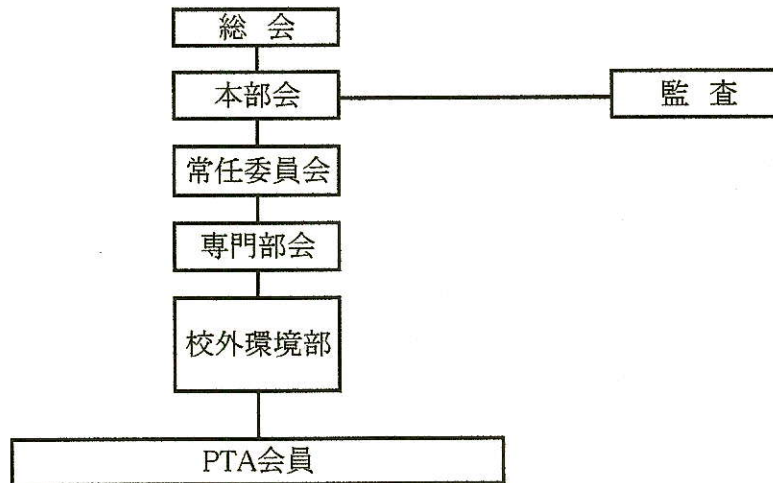 総会
本部会
監査
常任委員会
専門部会
校外環境部
PTA会員